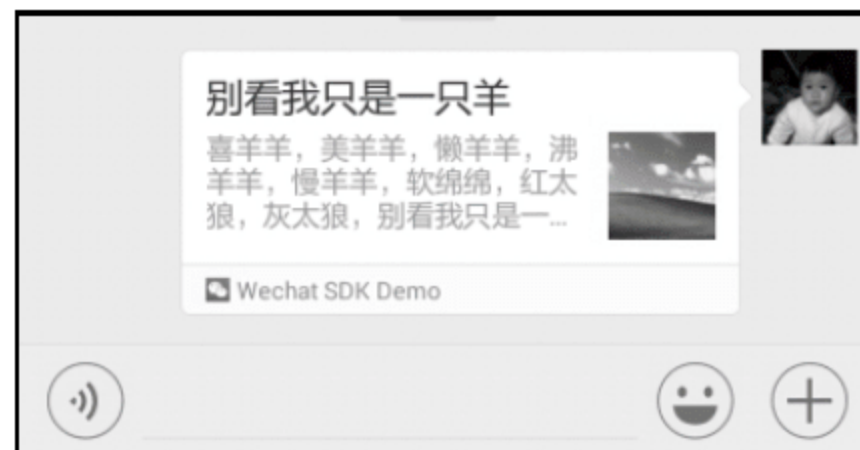 别看我只是一只羊
喜羊羊，美羊羊，懒羊羊，沸
羊羊，慢羊羊，软绵绵，红太
狼，灰太狼，别看我只是一...
Wechat SDK Demo